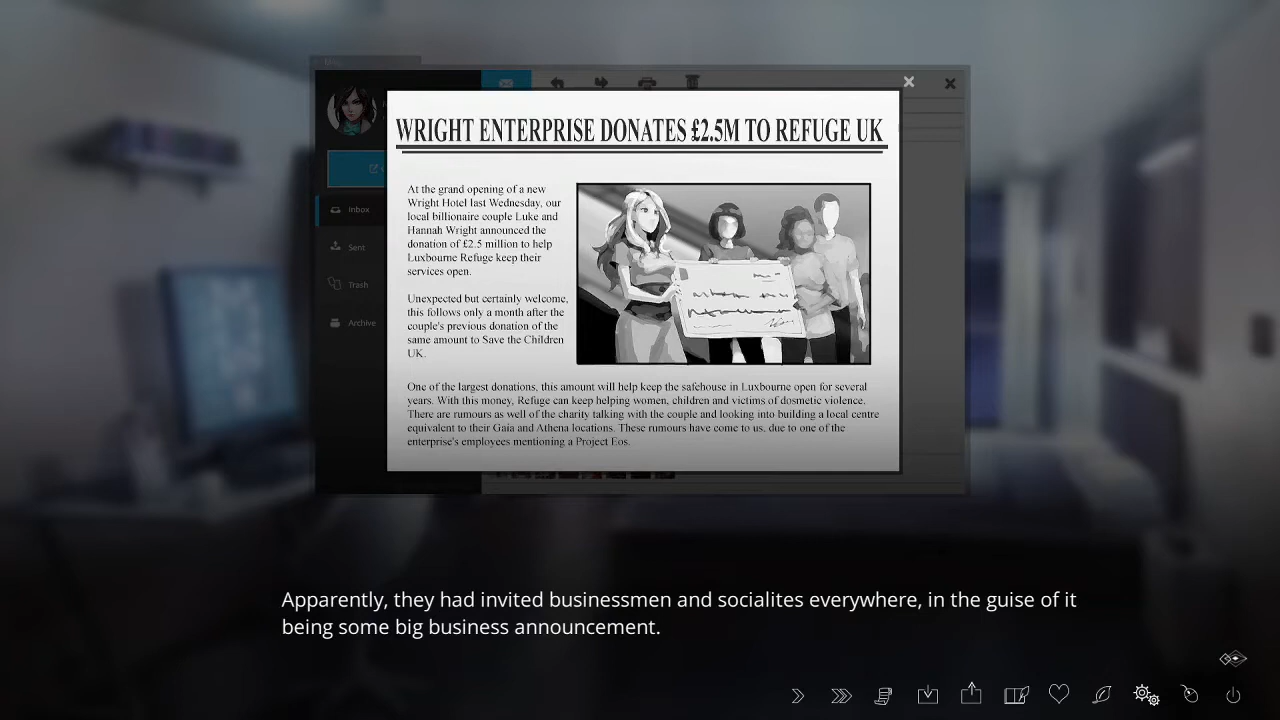 WRIGHT ENTERPRISE DONATES £2.5M TO REFUGE UK
At the grand opening of a new
Wright Hotel last Wednesday, our
local billionaire couple Luke and
Hannah Wright announced the
donation of £2.5 million to help
Luxbourne Refuge keep their
services open.
Unexpected but certainly welcome,
this follows only a month after the
couple's previous donation of the
same amount to Save the Children
UK.
One of the largest donations, this amount will help keep the safehouse in Luxbourne open for several
years. With this money, Refuge can keep helping women, children and victims of dosmetic violence.
There are rumours as well of the charity talking with the couple and looking into building a local centre
equivalent to their Gaia and Athena locations. These rumours have come to us, due to one of the
enterprise's employees mentioning a Project Eos.
Inbox
Sent
Trash
Archive
Apparently, they had invited businessmen and socialites everywhere, in the guise of it
being some big business announcement.